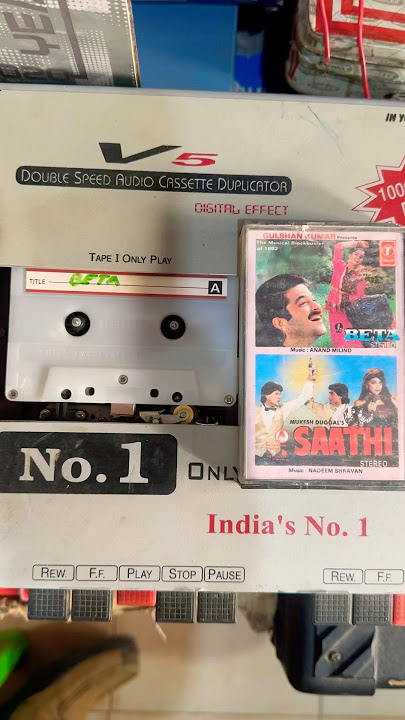 IN Y
V5
DOUBLE SPEED AUDIO CASSETTE DUPLICATOR
DIGITAL EFFECT
100
TAPE I ONLY PLAY
TITLE BETA
A
GULSHAN KUMAR Presents
The Musical Blockbuster
of 1992
T
BETA
STEREO
Music : ANAND MILIND
MUKESH DUGGAL'S
SAATHI
STEREO
Music : NADEEM SHRAVAN
No. 1
ONLY
India's No. 1
REW. F.F. PLAY STOP PAUSE
REW. F.F.